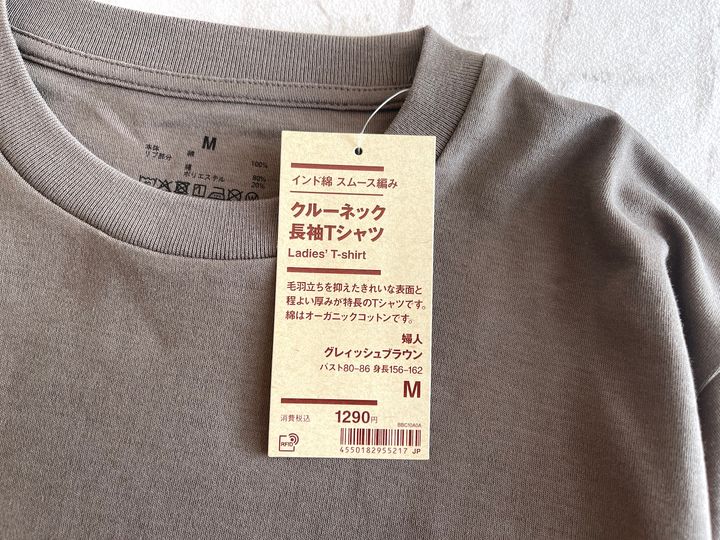 M
本体 綿 100%
リブ部分 綿 80%
ポリエステル 20%
インド綿 スムース編み
クルーネック
長袖Tシャツ
Ladies' T-shirt
毛羽立ちを抑えたきれいな表面と
程よい厚みが特長のTシャツです。
綿はオーガニックコットンです。
婦人
グレイッシュブラウン
バスト80-86 身長156-162
M
消費税込 1290円
BBC10A0A
RFID
4550182955217 JP